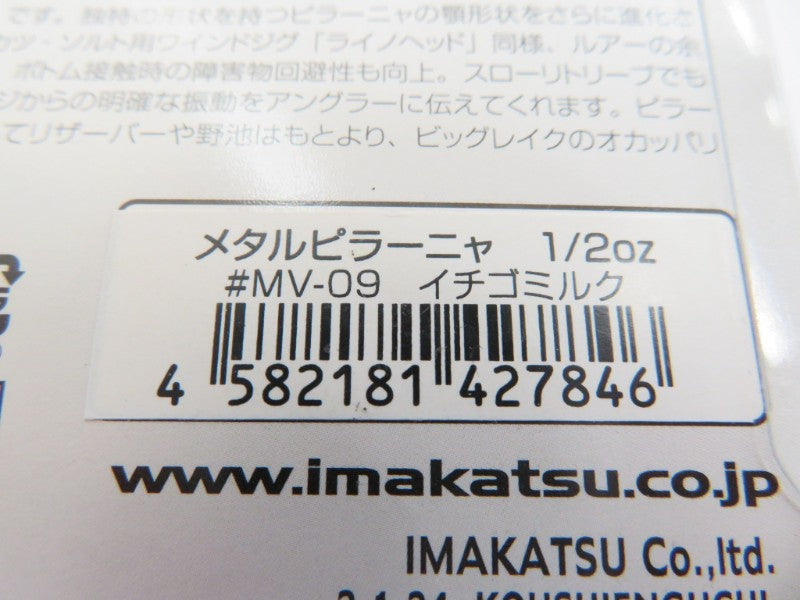 です。独特の形状を持つピラーニャの顎形状をさらに進化さ
カツ・ソルト用ワインドジグ「ライノヘッド」同様、ルアーの余
ボトム接触時の障害物回避性も向上。スローリトリーブでも
ジからの明確な振動をアングラーに伝えてくれます。ピラー
てリザーバーや野池はもとより、ビッグレイクのオカッパリ
メタルピラーニャ 1/2oz
#MV-09 イチゴミルク
4 582181 427846
www.imakatsu.co.jp
IMAKATSU Co.,ltd.